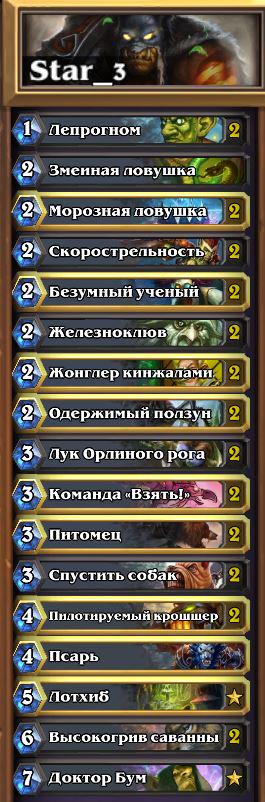 Star_3
1 Лепрогном 2
2 Змеиная ловушка
2 Морозная ловушка 2
2 Скорострельность 2
2 Безумный ученый 2
2 Железноклюв 2
2 Жонглер кинжалами 2
2 Одержимый ползун 2
3 Лук Орлиного рога 2
3 Команда «Взять!» 2
3 Питомец 2
3 Спустить собак 2
4 Пилотируемый крошшер 2
4 Псарь
5 Лотхиб
6 Высокогрив саванны 2
7 Доктор Бум